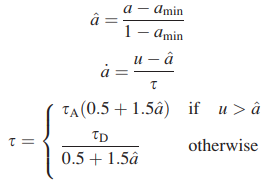 â = (a − a_min) / (1 − a_min)
ȧ = (u − â) / τ
τ = { τ_A(0.5 + 1.5â) if u > â
τ_D / (0.5 + 1.5â) otherwise